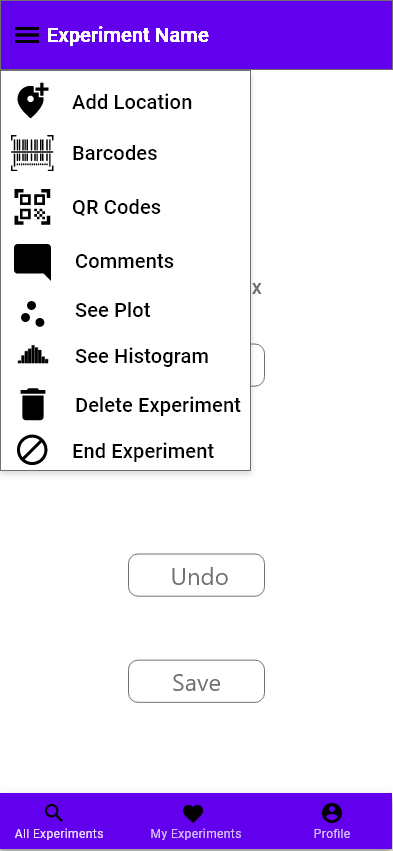 Experiment Name
Add Location
Barcodes
QR Codes
x
Comments
See Plot
See Histogram
Delete Experiment
End Experiment
Undo
Save
All Experiments
My Experiments
Profile